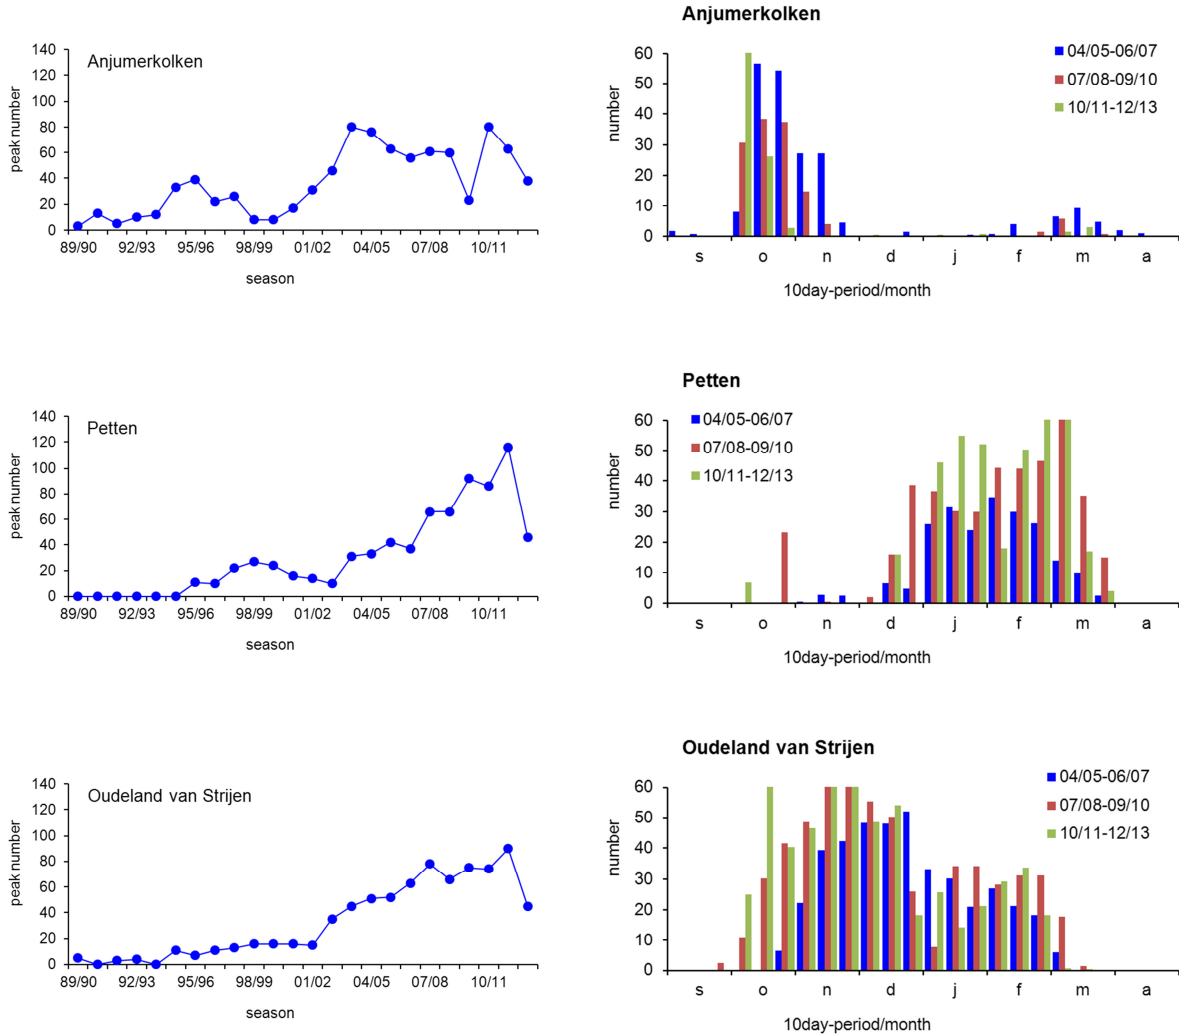 Anjumerkolken
140
120
100
80
60
40
20
0
peak number
Anjumerkolken
89/90 92/93 95/96 98/99 01/02 04/05 07/08 10/11
season
60
50
40
30
20
10
0
number
04/05-06/07
07/08-09/10
10/11-12/13
s o n d j f m a
10day-period/month
Petten
140
120
100
80
60
40
20
0
peak number
Petten
89/90 92/93 95/96 98/99 01/02 04/05 07/08 10/11
season
60
50
40
30
20
10
0
number
04/05-06/07
07/08-09/10
10/11-12/13
s o n d j f m a
10day-period/month
Oudeland van Strijen
140
120
100
80
60
40
20
0
peak number
Oudeland van Strijen
89/90 92/93 95/96 98/99 01/02 04/05 07/08 10/11
season
60
50
40
30
20
10
0
number
04/05-06/07
07/08-09/10
10/11-12/13
s o n d j f m a
10day-period/month